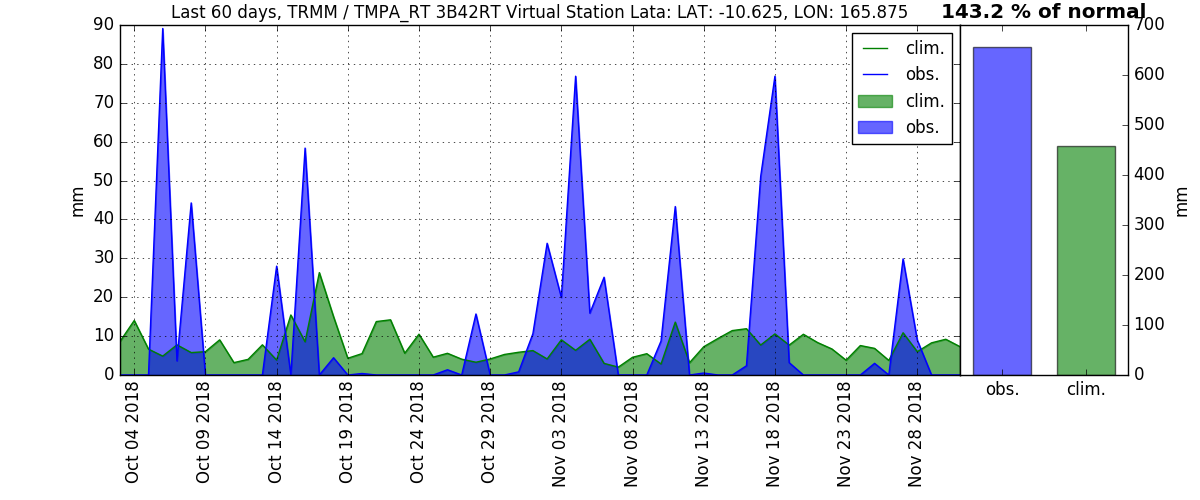 Last 60 days, TRMM / TMPA_RT 3B42RT Virtual Station Lata: LAT: -10.625, LON: 165.875
143.2 % of normal
90
80
70
60
50
40
30
20
10
0
mm
clim.
obs.
clim.
obs.
Oct 04 2018
Oct 09 2018
Oct 14 2018
Oct 19 2018
Oct 24 2018
Oct 29 2018
Nov 03 2018
Nov 08 2018
Nov 13 2018
Nov 18 2018
Nov 23 2018
Nov 28 2018
700
600
500
400
300
200
100
0
mm
obs.
clim.